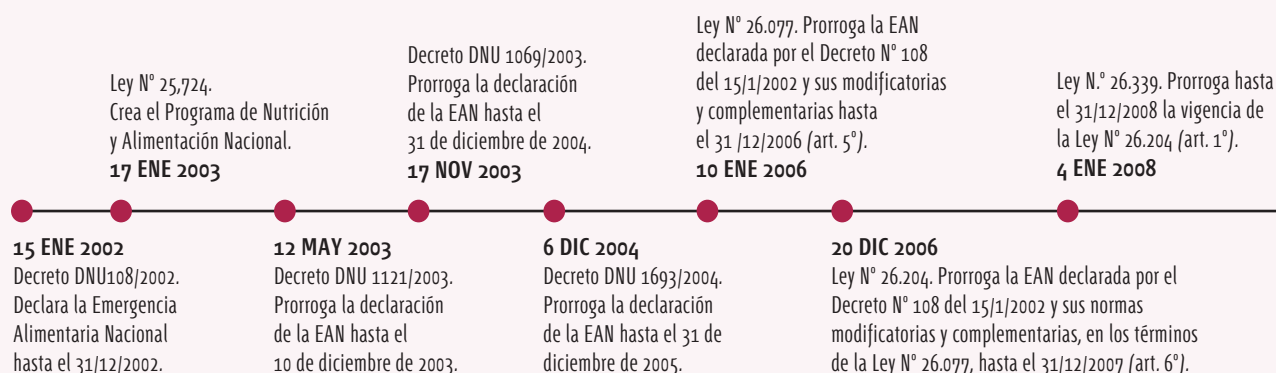 Ley N° 25,724.
Crea el Programa de Nutrición
y Alimentación Nacional.
17 ENE 2003
Decreto DNU 1069/2003.
Prorroga la declaración
de la EAN hasta el
31 de diciembre de 2004.
17 NOV 2003
Ley N° 26.077. Prorroga la EAN
declarada por el Decreto N° 108
del 15/1/2002 y sus modificatorias
y complementarias hasta
el 31 /12/2006 (art. 5°).
10 ENE 2006
Ley N.° 26.339. Prorroga hasta
el 31/12/2008 la vigencia de
la Ley N° 26.204 (art. 1°).
4 ENE 2008
15 ENE 2002
Decreto DNU108/2002.
Declara la Emergencia
Alimentaria Nacional
hasta el 31/12/2002.
12 MAY 2003
Decreto DNU 1121/2003.
Prorroga la declaración
de la EAN hasta el
10 de diciembre de 2003.
6 DIC 2004
Decreto DNU 1693/2004.
Prorroga la declaración
de la EAN hasta el 31 de
diciembre de 2005.
20 DIC 2006
Ley N° 26.204. Prorroga la EAN declarada por el
Decreto N° 108 del 15/1/2002 y sus normas
modificatorias y complementarias, en los términos
de la Ley N° 26.077, hasta el 31/12/2007 (art. 6°).